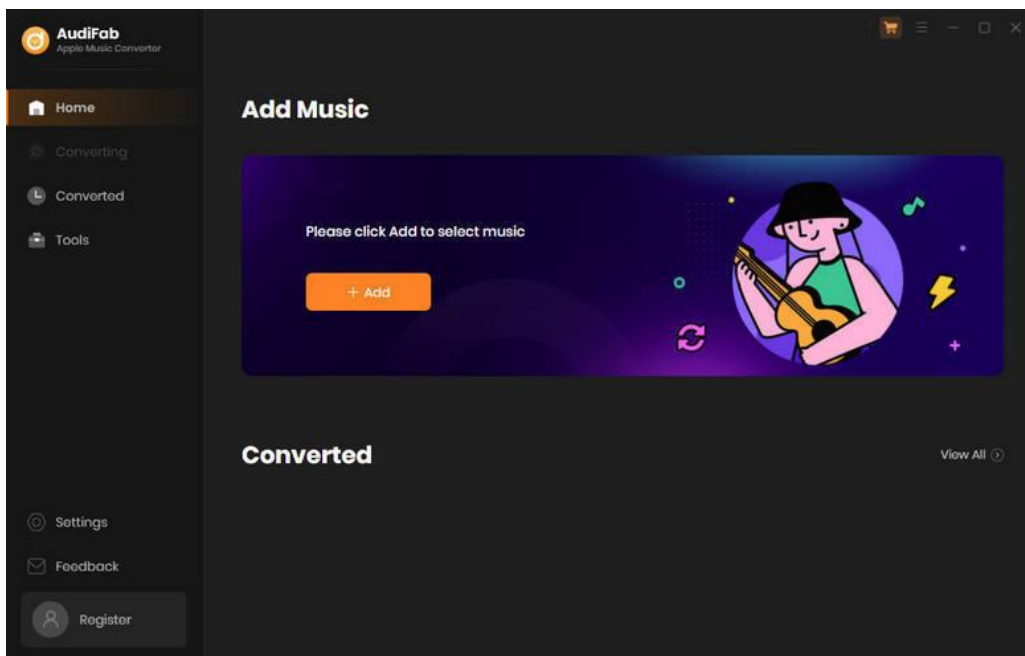 AudiFab
Apple Music Converter
Home
Converting
Converted
Tools
Settings
Feedback
Register
Add Music
Please click Add to select music
+ Add
Converted
View All